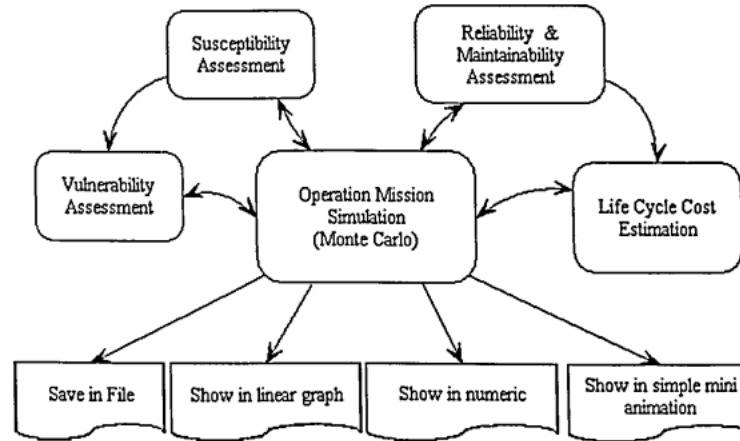 Susceptibility
Assessment
Reliability &
Maintainability
Assessment
Vulnerability
Assessment
Operation Mission
Simulation
(Monte Carlo)
Life Cycle Cost
Estimation
Save in File
Show in linear graph
Show in numeric
Show in simple mini
animation